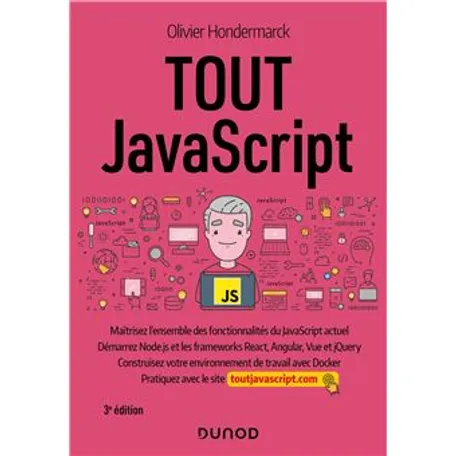 Olivier Hondermarck
TOUT
JavaScript
JavaScript
JavaScript
JS
Maîtrisez l'ensemble des fonctionnalités du JavaScript actuel
Démarrez Node.js et les frameworks React, Angular, Vue et jQuery
Construisez votre environnement de travail avec Docker
Pratiquez avec le site toutjavascript.com
3e édition
DUNOD